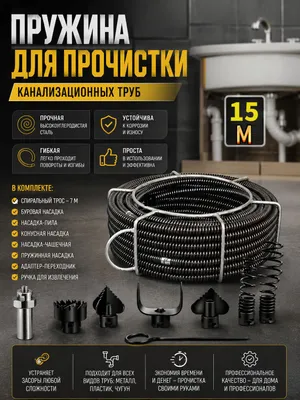 ПРУЖИНА
ДЛЯ ПРОЧИСТКИ
КАНАЛИЗАЦИОННЫХ ТРУБ
ПРОЧНАЯ
ВЫСОКОУГЛЕРОДИСТАЯ
СТАЛЬ
УСТОЙЧИВА
К КОРРОЗИИ
И ИЗНОСУ
ГИБКАЯ
ЛЕГКО ПРОХОДИТ
ПОВОРОТЫ И ИЗГИБЫ
ПРОСТА
В ИСПОЛЬЗОВАНИИ
И ЭФФЕКТИВНА
15
М
В КОМПЛЕКТЕ:
СПИРАЛЬНЫЙ ТРОС – 7 М
БУРОВАЯ НАСАДКА
НАСАДКА-ПИЛА
КОНУСНАЯ НАСАДКА
НАСАДКА-ЧАШЕЧНАЯ
ПРУЖИННАЯ НАСАДКА
АДАПТЕР-ПЕРЕХОДНИК
РУЧКА ДЛЯ ИЗВЛЕЧЕНИЯ
УСТРАНЯЕТ
ЗАСОРЫ ЛЮБОЙ
СЛОЖНОСТИ
ПОДХОДИТ ДЛЯ ВСЕХ
ВИДОВ ТРУБ: МЕТАЛЛ,
ПЛАСТИК, ЧУГУН
ЭКОНОМИЯ ВРЕМЕНИ
И ДЕНЕГ – ПРОЧИСТКА
СВОИМИ РУКАМИ
ПРОФЕССИОНАЛЬНОЕ
КАЧЕСТВО – ДЛЯ ДОМА
И ПРОФЕССИОНАЛОВ